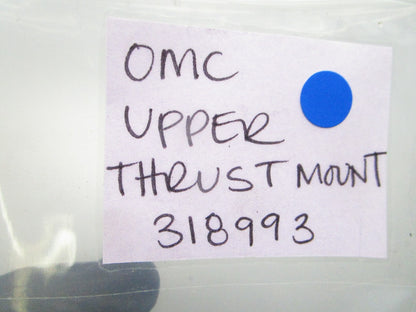 OMC
UPPER
THRUST MOUNT
318993